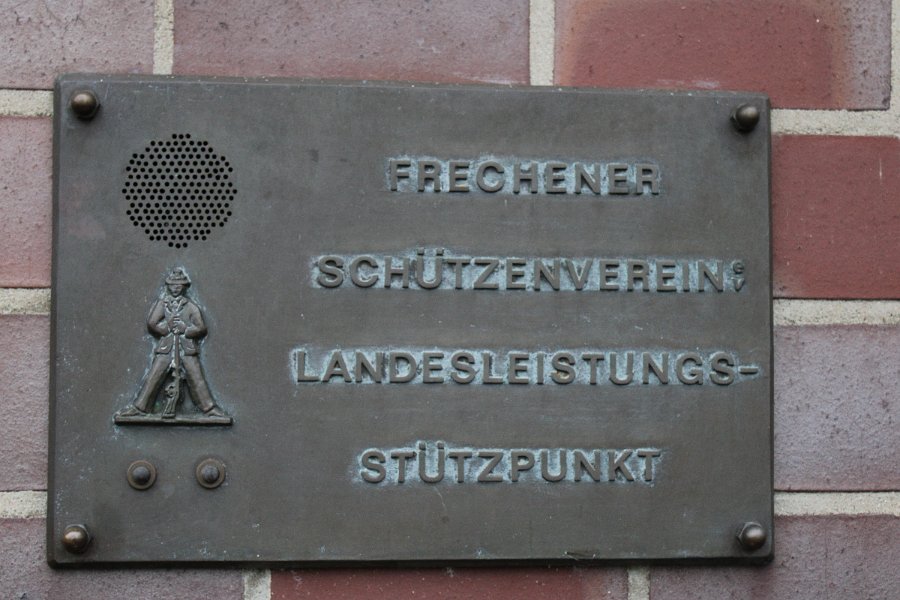 FRECHENER
SCHÜTZENVEREIN e.V.
LANDESLEISTUNGS-
STÜTZPUNKT